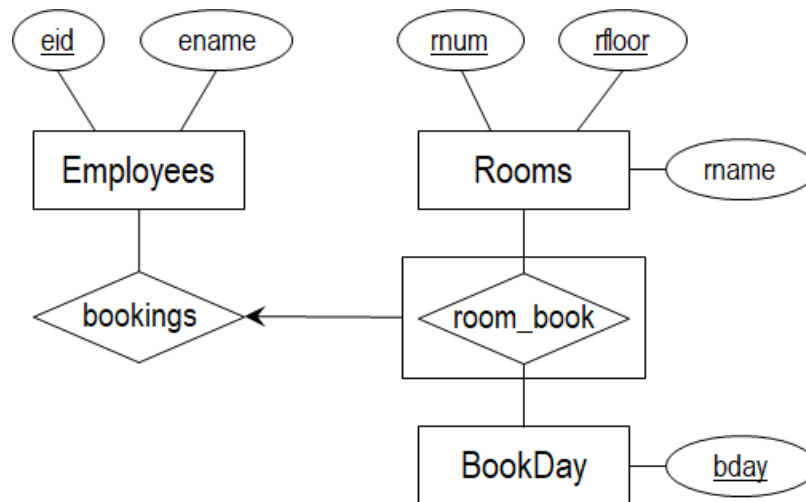 eid
ename
rnum
rfloor
Employees
Rooms
rname
bookings
room_book
BookDay
bday